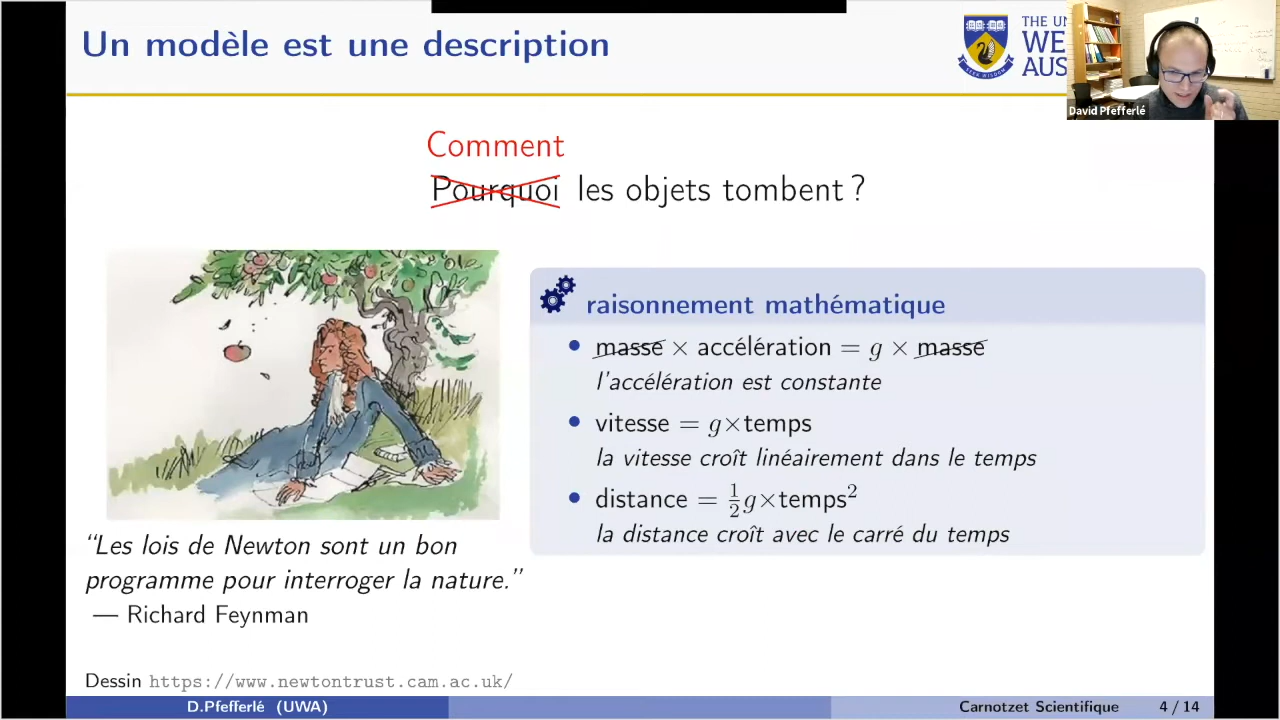 Un modèle est une description
THE UN
WE
AUS
SEEK WISDOM
David Pfefferlé
Comment
Pourquoi les objets tombent ?
raisonnement mathématique
masse × accélération = g × masse
l'accélération est constante
vitesse = g×temps
la vitesse croît linéairement dans le temps
distance = 1/2 g×temps²
la distance croît avec le carré du temps
“Les lois de Newton sont un bon
programme pour interroger la nature.”
— Richard Feynman
Dessin https://www.newtontrust.cam.ac.uk/
D.Pfefferlé (UWA)
Carnotzet Scientifique
4 / 14